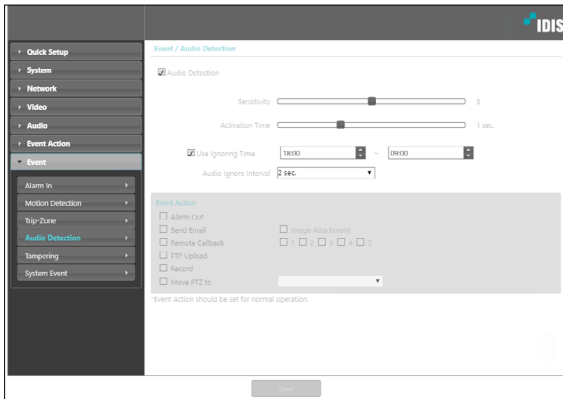 IDIS
Quick Setup
System
Network
Video
Audio
Event Action
Event
Alarm In
Motion Detection
Trip-Zone
Audio Detection
Tampering
System Event
Event / Audio Detection
Audio Detection
Sensitivity 3
Activation Time 1 sec.
Use Ignoring Time 18:00 ~ 09:00
Audio Ignore Interval 2 sec.
Event Action
Alarm Out
Send Email Image Attachment
Remote Callback 1 2 3 4 5
FTP Upload
Record
Move PTZ to
*Event Action should be set for normal operation.
Save